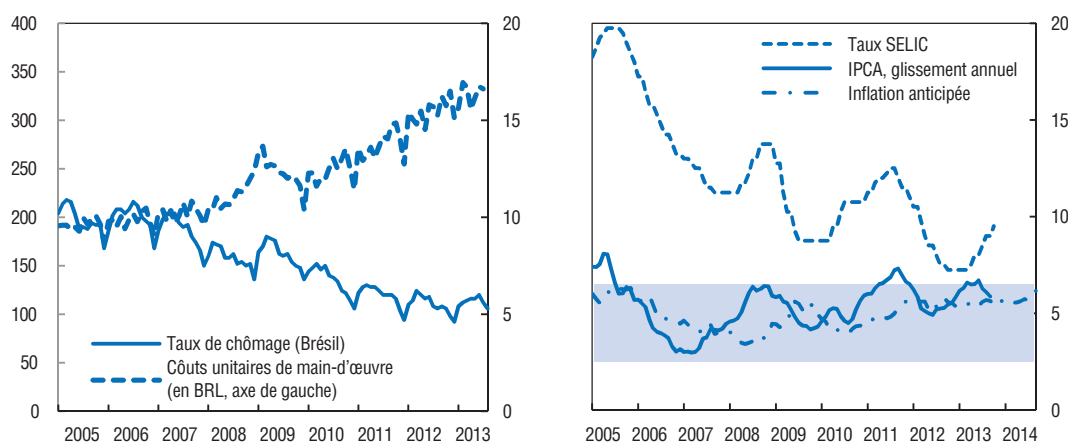 400
350
300
250
200
150
100
50
0
20
15
10
5
0
Taux de chômage (Brésil)
Côuts unitaires de main-d'œuvre
(en BRL, axe de gauche)
2005 2006 2007 2008 2009 2010 2011 2012 2013
20
15
10
5
0
Taux SELIC
IPCA, glissement annuel
Inflation anticipée
2005 2006 2007 2008 2009 2010 2011 2012 2013 2014